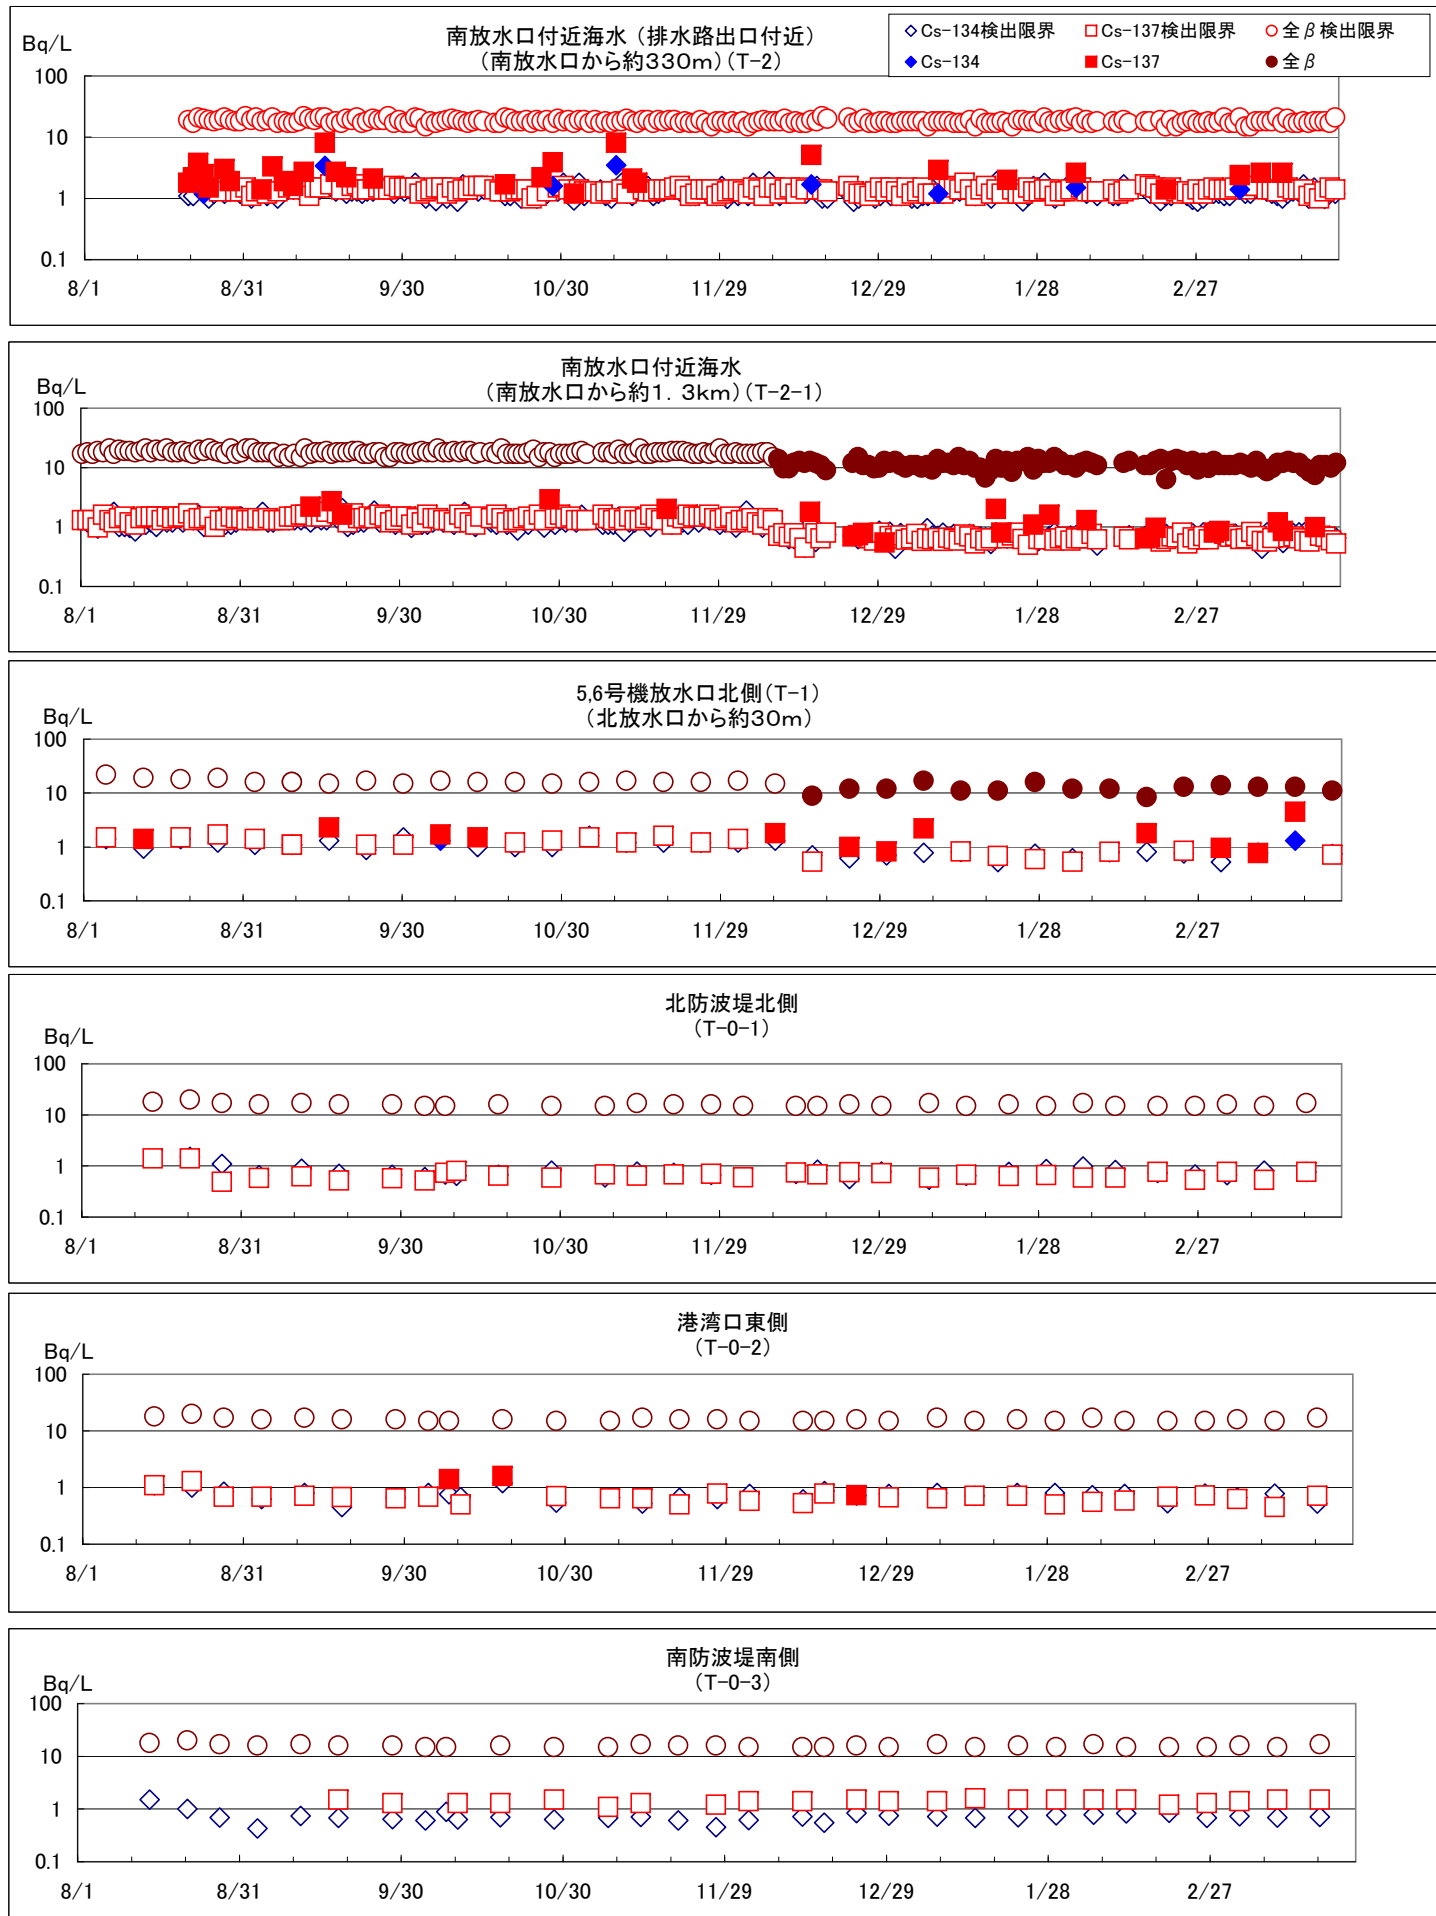 南放水口付近海水（排水路出口付近）
（南放水口から約330m）（T-2）
Bq/L
◇ Cs-134検出限界 □ Cs-137検出限界 ○ 全β検出限界
◆ Cs-134 ■ Cs-137 ● 全β
100
10
1
0.1
8/1 8/31 9/30 10/30 11/29 12/29 1/28 2/27
南放水口付近海水
（南放水口から約1．3km）（T-2-1）
Bq/L
100
10
1
0.1
8/1 8/31 9/30 10/30 11/29 12/29 1/28 2/27
5,6号機放水口北側（T-1）
（北放水口から約30m）
Bq/L
100
10
1
0.1
8/1 8/31 9/30 10/30 11/29 12/29 1/28 2/27
北防波堤北側
（T-0-1）
Bq/L
100
10
1
0.1
8/1 8/31 9/30 10/30 11/29 12/29 1/28 2/27
港湾口東側
（T-0-2）
Bq/L
100
10
1
0.1
8/1 8/31 9/30 10/30 11/29 12/29 1/28 2/27
南防波堤南側
（T-0-3）
Bq/L
100
10
1
0.1
8/1 8/31 9/30 10/30 11/29 12/29 1/28 2/27